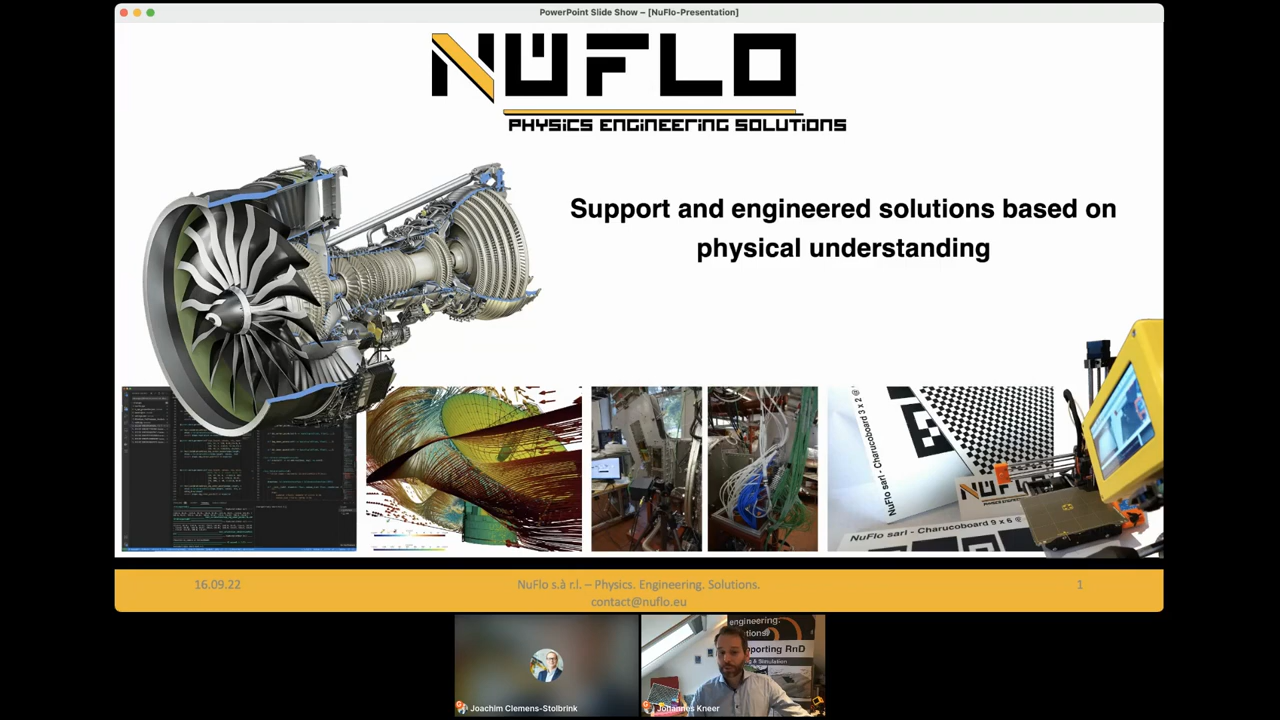 PowerPoint Slide Show – [NuFlo-Presentation]
NUFLO
PHYSICS ENGINEERING SOLUTIONS
Support and engineered solutions based on
physical understanding
NuFlo sarl - Charucoboard 3 x 2 @
NUFL
NuFlo sarl - Charucoboard 9 x 6 @
16.09.22
NuFlo s.à r.l. – Physics. Engineering. Solutions.
1
contact@nuflo.eu
engineering.
porting RnD
& Simulation
Joachim Clemens-Stolbrink
Johannes Kneer